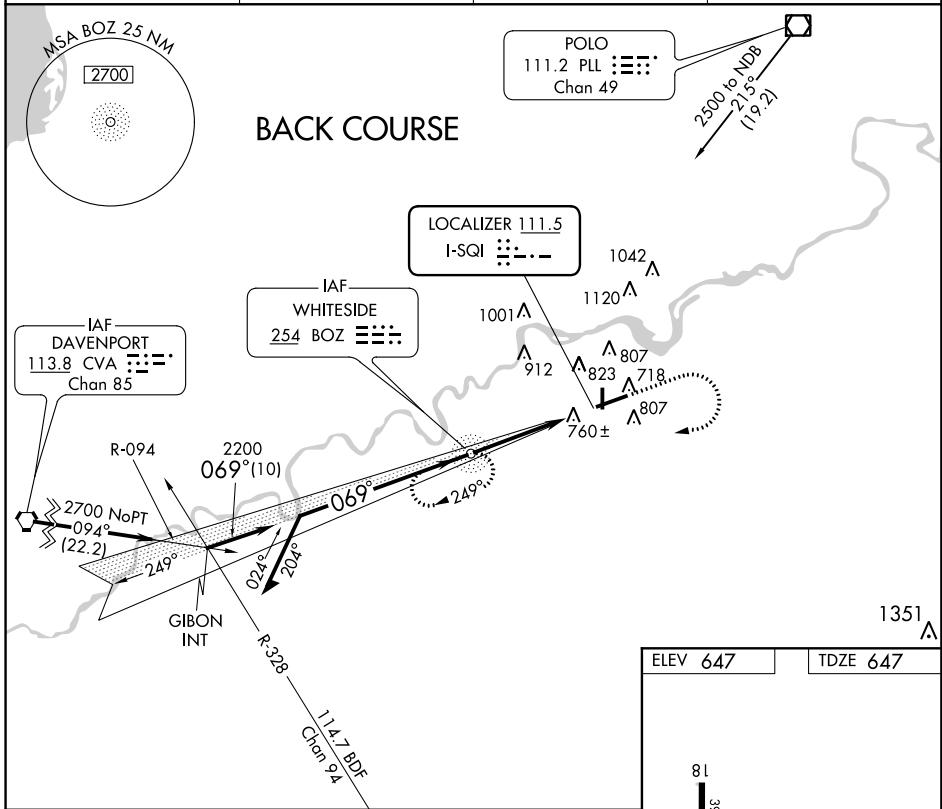 MSA BOZ 25 NM
2700
BACK COURSE
POLO
111.2 PLL
Chan 49
2500 to NDB
215°
(19.2)
LOCALIZER 111.5
I-SQI
1042
1120
1001
912
823
807
718
807
760±
IAF
WHITESIDE
254 BOZ
IAF
DAVENPORT
113.8 CVA
Chan 85
R-094
2200
069°(10)
2700 NoPT
094°
(22.2)
069°
249°
249°
024°
204°
GIBON
INT
R-328
114.7 BDF
Chan 94
1351
ELEV 647
TDZE 647
18